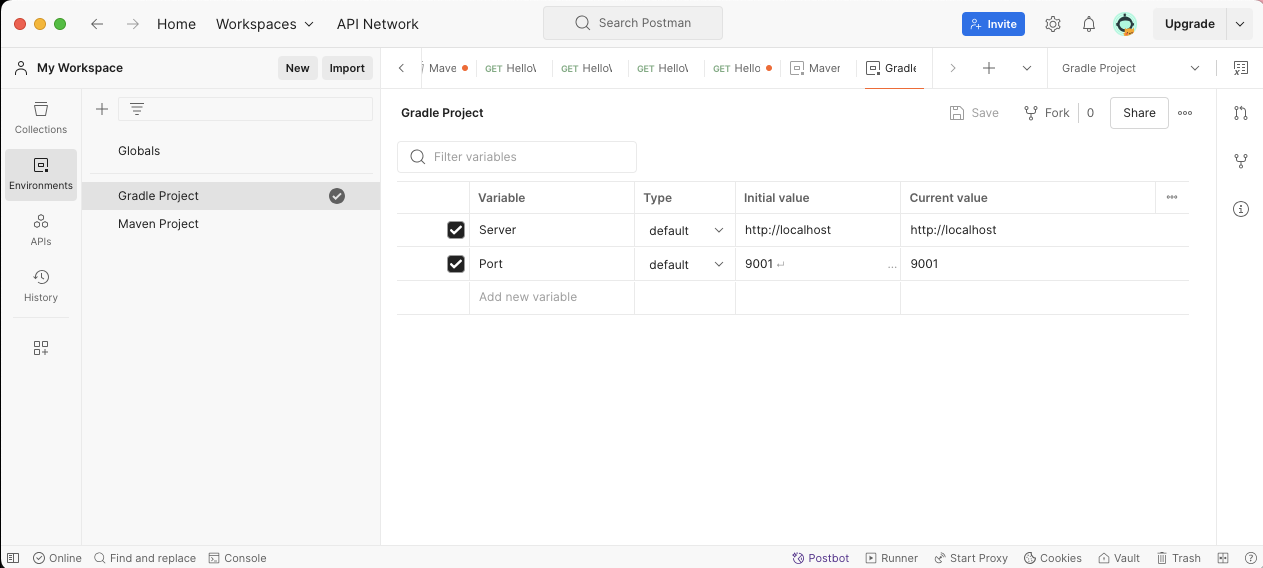 Home Workspaces API Network Search Postman Invite Upgrade
My Workspace New Import Mave GET Hello\ GET Hello\ GET Hello\ GET Hello Maver Gradle Gradle Project
Collections
Environments
APIs
History
Globals
Gradle Project
Maven Project
Gradle Project Save Fork 0 Share
Filter variables
Variable Type Initial value Current value
Server default http://localhost http://localhost
Port default 9001 ↵ ... 9001
Add new variable
Online Find and replace Console Postbot Runner Start Proxy Cookies Vault Trash